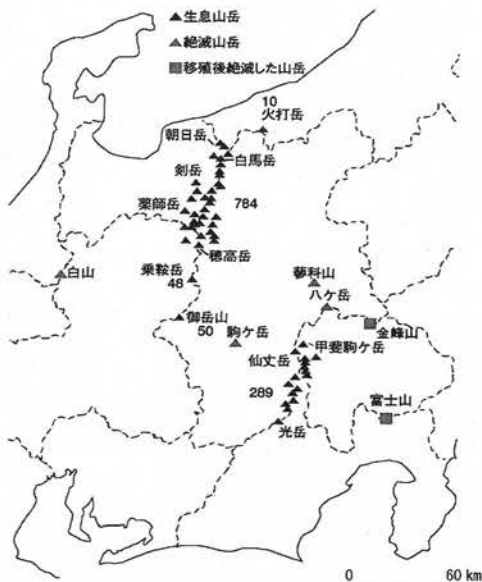 生息山岳
絶滅山岳
移殖後絶滅した山岳
10
火打岳
朝日岳
白馬岳
剣岳
薬師岳
784
穂高岳
白山
乗鞍岳
48
蓼科山
八ケ岳
御岳山
50
駒ケ岳
金峰山
甲斐駒ケ岳
仙丈岳
289
富士山
光岳
0 60 km